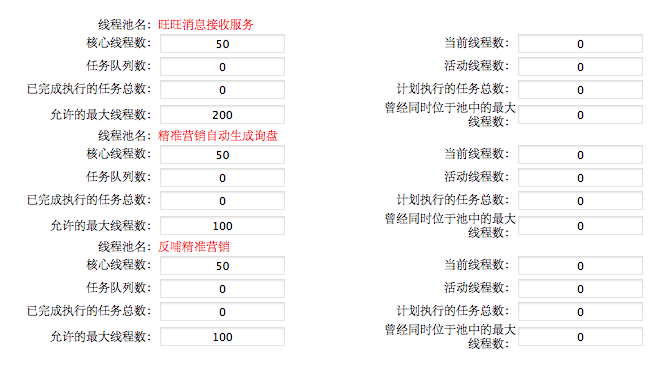 线程池名: 旺旺消息接收服务
核心线程数: 50 当前线程数: 0
任务队列数: 0 活动线程数: 0
已完成执行的任务总数: 0 计划执行的任务数: 0
允许的最大线程数: 200 曾经同时位于池中的最大
线程数: 0
线程池名: 精准营销自动生成询盘
核心线程数: 50 当前线程数: 0
任务队列数: 0 活动线程数: 0
已完成执行的任务总数: 0 计划执行的任务数: 0
允许的最大线程数: 100 曾经同时位于池中的最大
线程数: 0
线程池名: 反哺精准营销
核心线程数: 50 当前线程数: 0
任务队列数: 0 活动线程数: 0
已完成执行的任务总数: 0 计划执行的任务数: 0
允许的最大线程数: 100 曾经同时位于池中的最大
线程数: 0